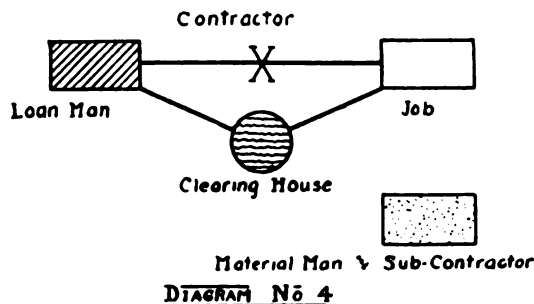 Contractor
Loan Man
Job
Clearing House
Material Man & Sub-Contractor
DIAGRAM No 4